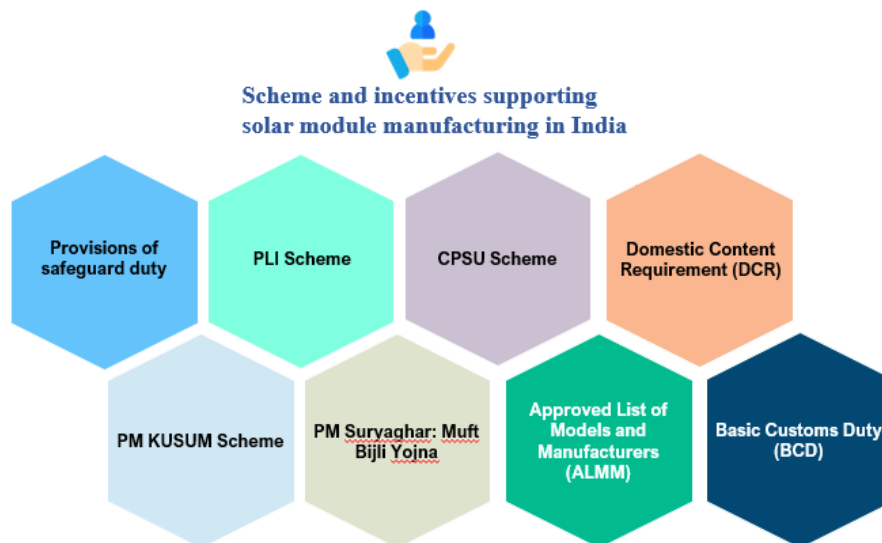 Scheme and incentives supporting
solar module manufacturing in India
Provisions of
safeguard duty
PLI Scheme
CPSU Scheme
Domestic Content
Requirement (DCR)
PM KUSUM Scheme
PM Suryaghar: Muft
Bijli Yojna
Approved List of
Models and
Manufacturers
(ALMM)
Basic Customs Duty
(BCD)